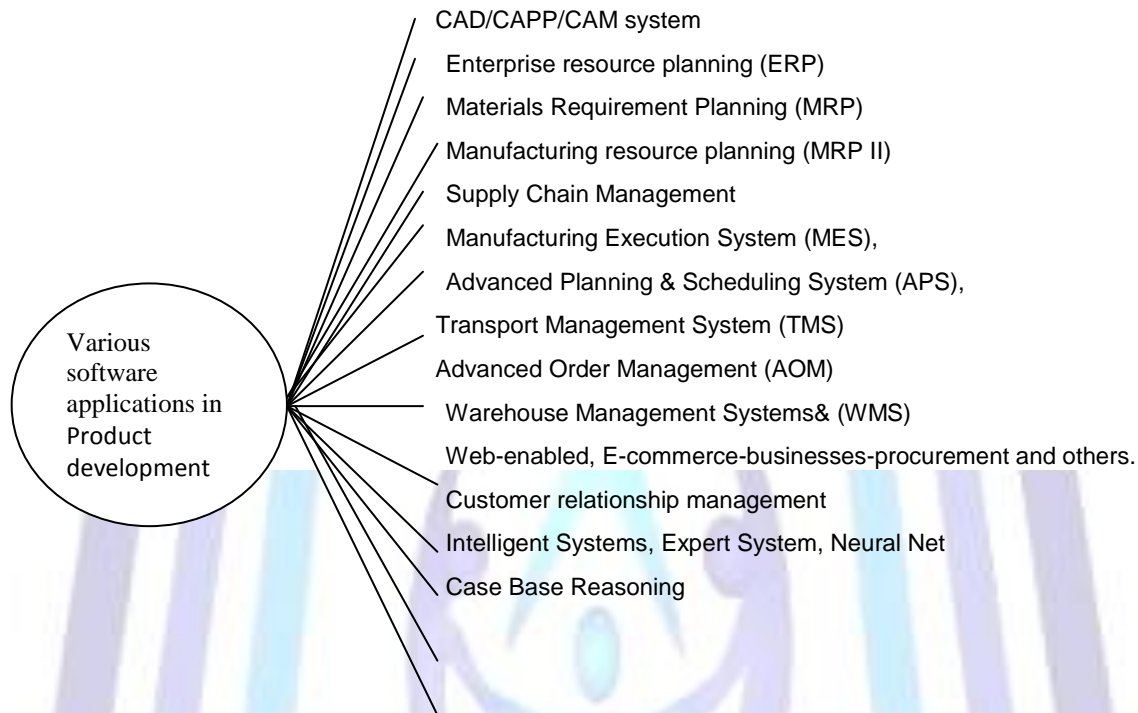 CAD/CAPP/CAM system
Enterprise resource planning (ERP)
Materials Requirement Planning (MRP)
Manufacturing resource planning (MRP II)
Supply Chain Management
Manufacturing Execution System (MES),
Advanced Planning & Scheduling System (APS),
Transport Management System (TMS)
Advanced Order Management (AOM)
Warehouse Management Systems& (WMS)
Web-enabled, E-commerce-businesses-procurement and others.
Customer relationship management
Intelligent Systems, Expert System, Neural Net
Case Base Reasoning
Various
software
applications in
Product
development